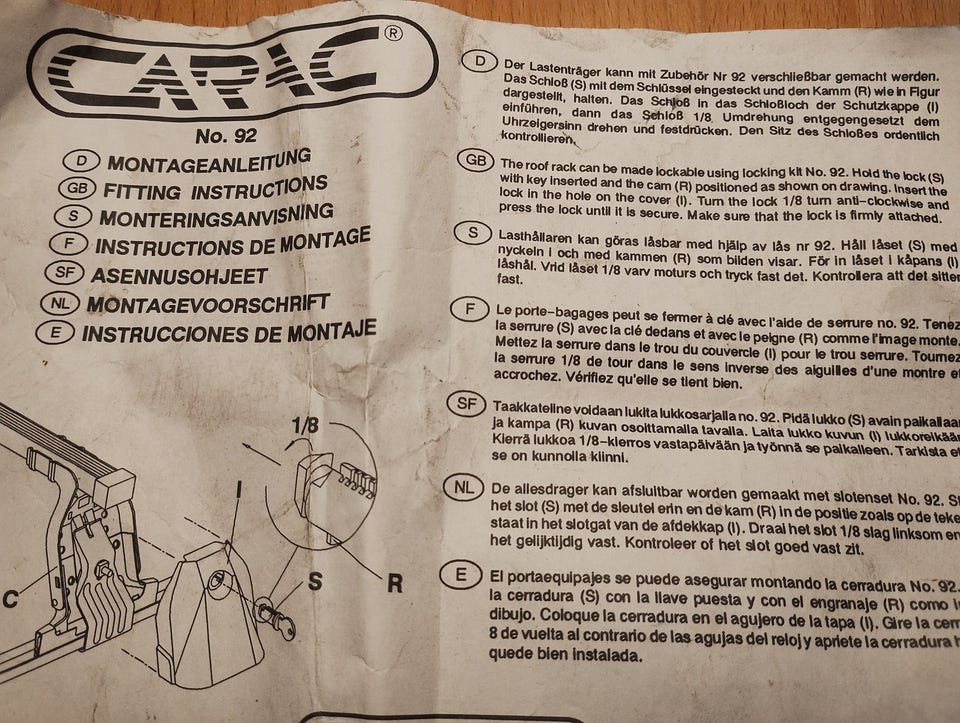 CAPAC®
No. 92
D MONTAGEANLEITUNG
GB FITTING INSTRUCTIONS
S MONTERINGSANVISNING
F INSTRUCTIONS DE MONTAGE
SF ASENNUSOHJEET
NL MONTAGEVOORSCHRIFT
E INSTRUCCIONES DE MONTAJE
1/8
I
C
S
R
D Der Lastenträger kann mit Zubehör Nr 92 verschließbar gemacht werden.
Das Schloß (S) mit dem Schlüssel eingesteckt und den Kamm (R) wie in Figur
dargestellt, halten. Das Schloß in das Schloßloch der Schutzkappe (I)
einführen, dann das Schloß 1/8 Umdrehung entgegengesetzt dem
Uhrzeigersinn drehen und festdrücken. Den Sitz des Schloßes ordentlich
kontrollieren.
GB The roof rack can be made lockable using locking kit No. 92. Hold the lock (S)
with key inserted and the cam (R) positioned as shown on drawing. Insert the
lock in the hole on the cover (I). Turn the lock 1/8 turn anti-clockwise and
press the lock until it is secure. Make sure that the lock is firmly attached.
S Lasthållaren kan göras låsbar med hjälp av lås nr 92. Håll låset (S) med
nyckeln i och med kammen (R) som bilden visar. För in låset i kåpans (I)
låshål. Vrid låset 1/8 varv moturs och tryck fast det. Kontrollera att det sitter
fast.
F Le porte-bagages peut se fermer à clé avec l'aide de serrure no. 92. Tenez
la serrure (S) avec la clé dedans et avec le peigne (R) comme l'image monte.
Mettez la serrure dans le trou du couvercle (I) pour le trou serrure. Tournez
la serrure 1/8 de tour dans le sens inverse des aiguilles d'une montre et
accrochez. Vérifiez qu'elle se tient bien.
SF Taakkateline voidaan lukita lukkosarjalla no. 92. Pidä lukko (S) avain paikallaan
ja kampa (R) kuvan osoittamalla tavalla. Laita lukko kuvun (I) lukkoreikään
Kierrä lukkoa 1/8-kierros vastapäivään ja työnnä se paikalleen. Tarkista et
se on kunnolla kiinni.
NL De allesdrager kan afsluitbar worden gemaakt met slotenset No. 92. St
het slot (S) met de sleutel erin en de kam (R) in de positie zoals op de teke
staat in het slotgat van de afdekkap (I). Draai het slot 1/8 slag linksom en
het gelijktijdig vast. Kontroleer of het slot goed vast zit.
E El portaequipajes se puede asegurar montando la cerradura No. 92.
la cerradura (S) con la llave puesta y con el engranaje (R) como
dibujo. Coloque la cerradura en el agujero de la tapa (I). Gire la cerr
8 de vuelta al contrario de las agujas del reloj y apriete la cerradura h
quede bien instalada.